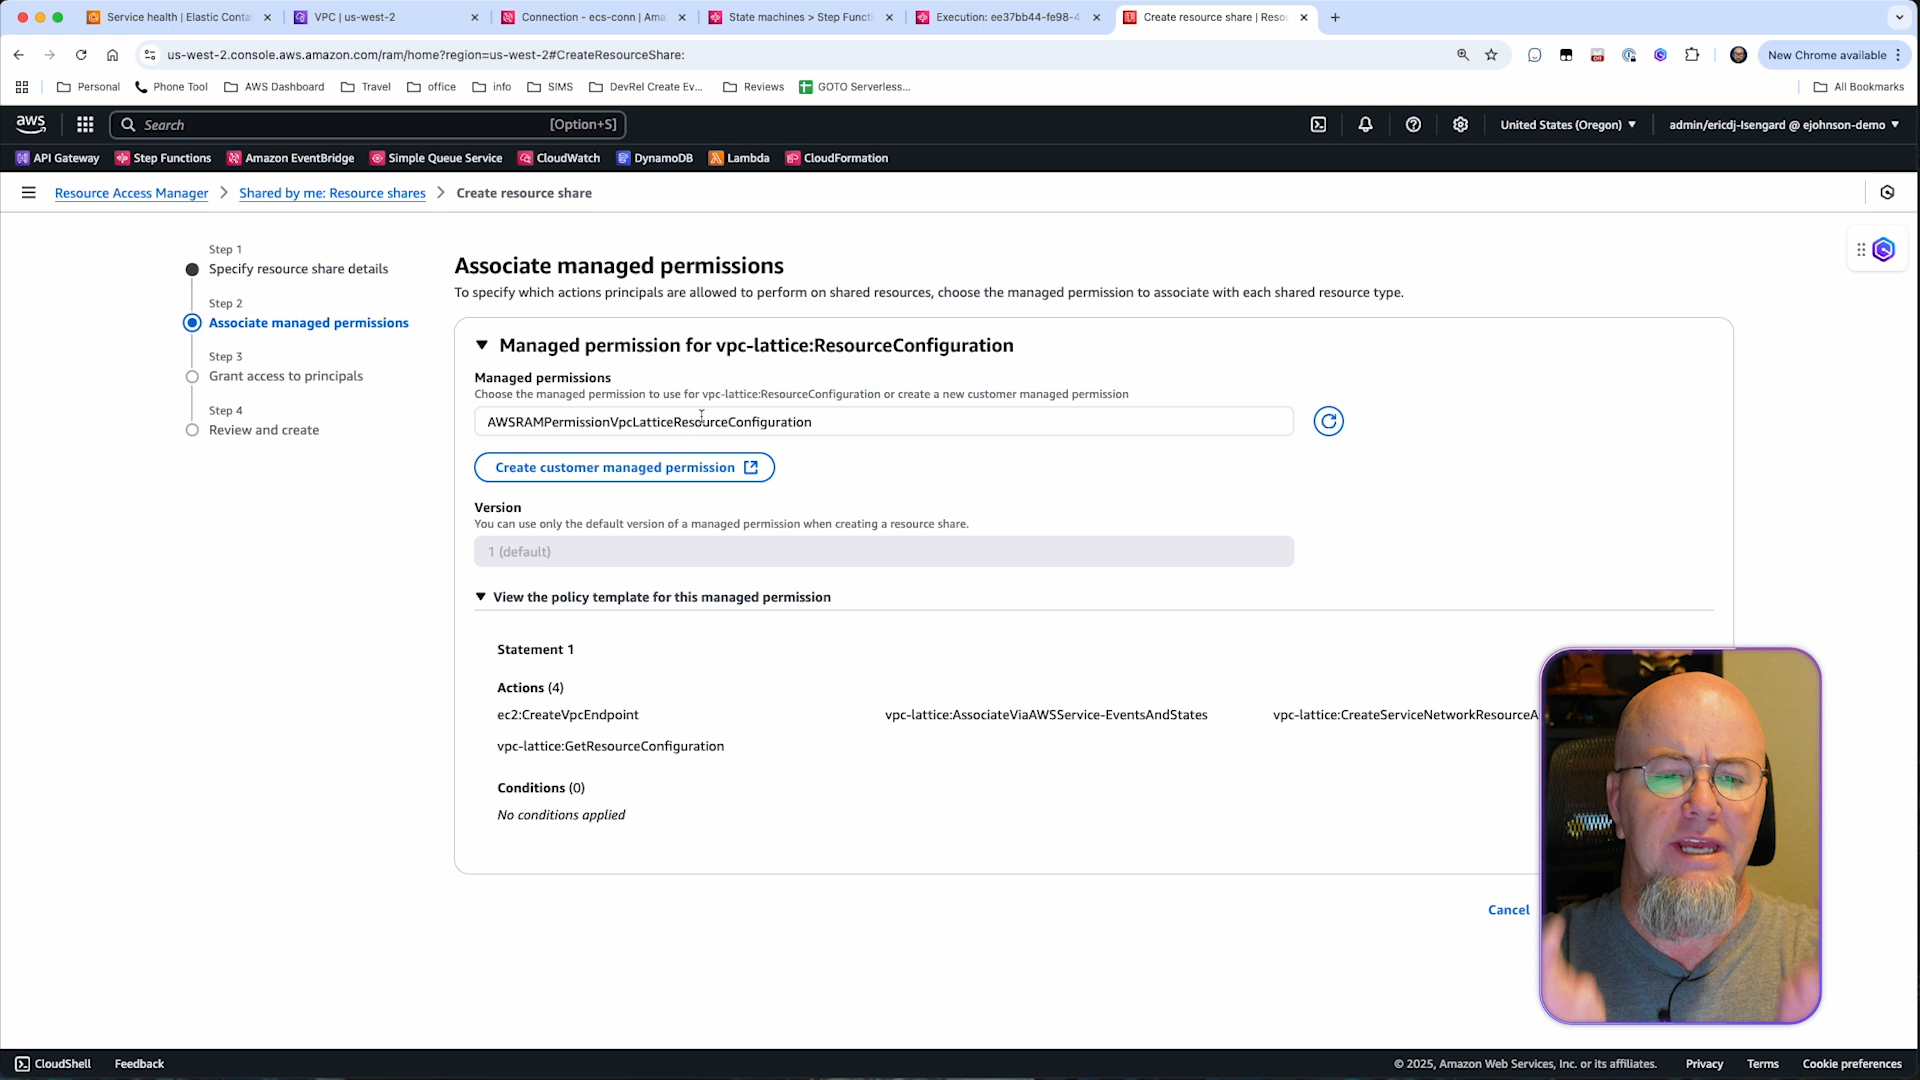 Service health | Elastic Conta
VPC | us-west-2
Connection - ecs-conn | Ama
State machines > Step Functi
Execution: ee37bb44-fe98-4
Create resource share | Reso
us-west-2.console.aws.amazon.com/ram/home?region=us-west-2#CreateResourceShare:
New Chrome available
Personal
Phone Tool
AWS Dashboard
Travel
office
info
SIMS
DevRel Create Ev...
Reviews
GOTO Serverless...
All Bookmarks
aws
Search
[Option+S]
United States (Oregon)
admin/ericdj-Isengard @ ejohnson-demo
API Gateway
Step Functions
Amazon EventBridge
Simple Queue Service
CloudWatch
DynamoDB
Lambda
CloudFormation
Resource Access Manager
Shared by me: Resource shares
Create resource share
Step 1
Specify resource share details
Step 2
Associate managed permissions
Step 3
Grant access to principals
Step 4
Review and create
Associate managed permissions
To specify which actions principals are allowed to perform on shared resources, choose the managed permission to associate with each shared resource type.
Managed permission for vpc-lattice:ResourceConfiguration
Managed permissions
Choose the managed permission to use for vpc-lattice:ResourceConfiguration or create a new customer managed permission
AWSRAMPermissionVpcLatticeResourceConfiguration
Create customer managed permission
Version
You can use only the default version of a managed permission when creating a resource share.
1 (default)
View the policy template for this managed permission
Statement 1
Actions (4)
ec2:CreateVpcEndpoint
vpc-lattice:AssociateViaAWSService-EventsAndStates
vpc-lattice:CreateServiceNetworkResourceA
vpc-lattice:GetResourceConfiguration
Conditions (0)
No conditions applied
Cancel
CloudShell
Feedback
© 2025, Amazon Web Services, Inc. or its affiliates.
Privacy
Terms
Cookie preferences